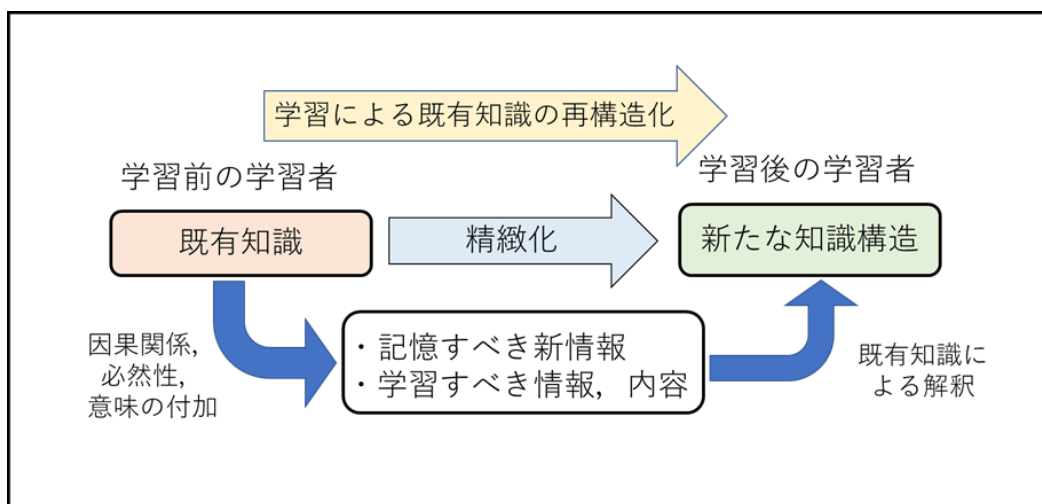 学習による既有知識の再構造化
学習前の学習者
学習後の学習者
既有知識
精緻化
新たな知識構造
因果関係,
必然性,
意味の付加
・記憶すべき新情報
・学習すべき情報, 内容
既有知識に
よる解釈